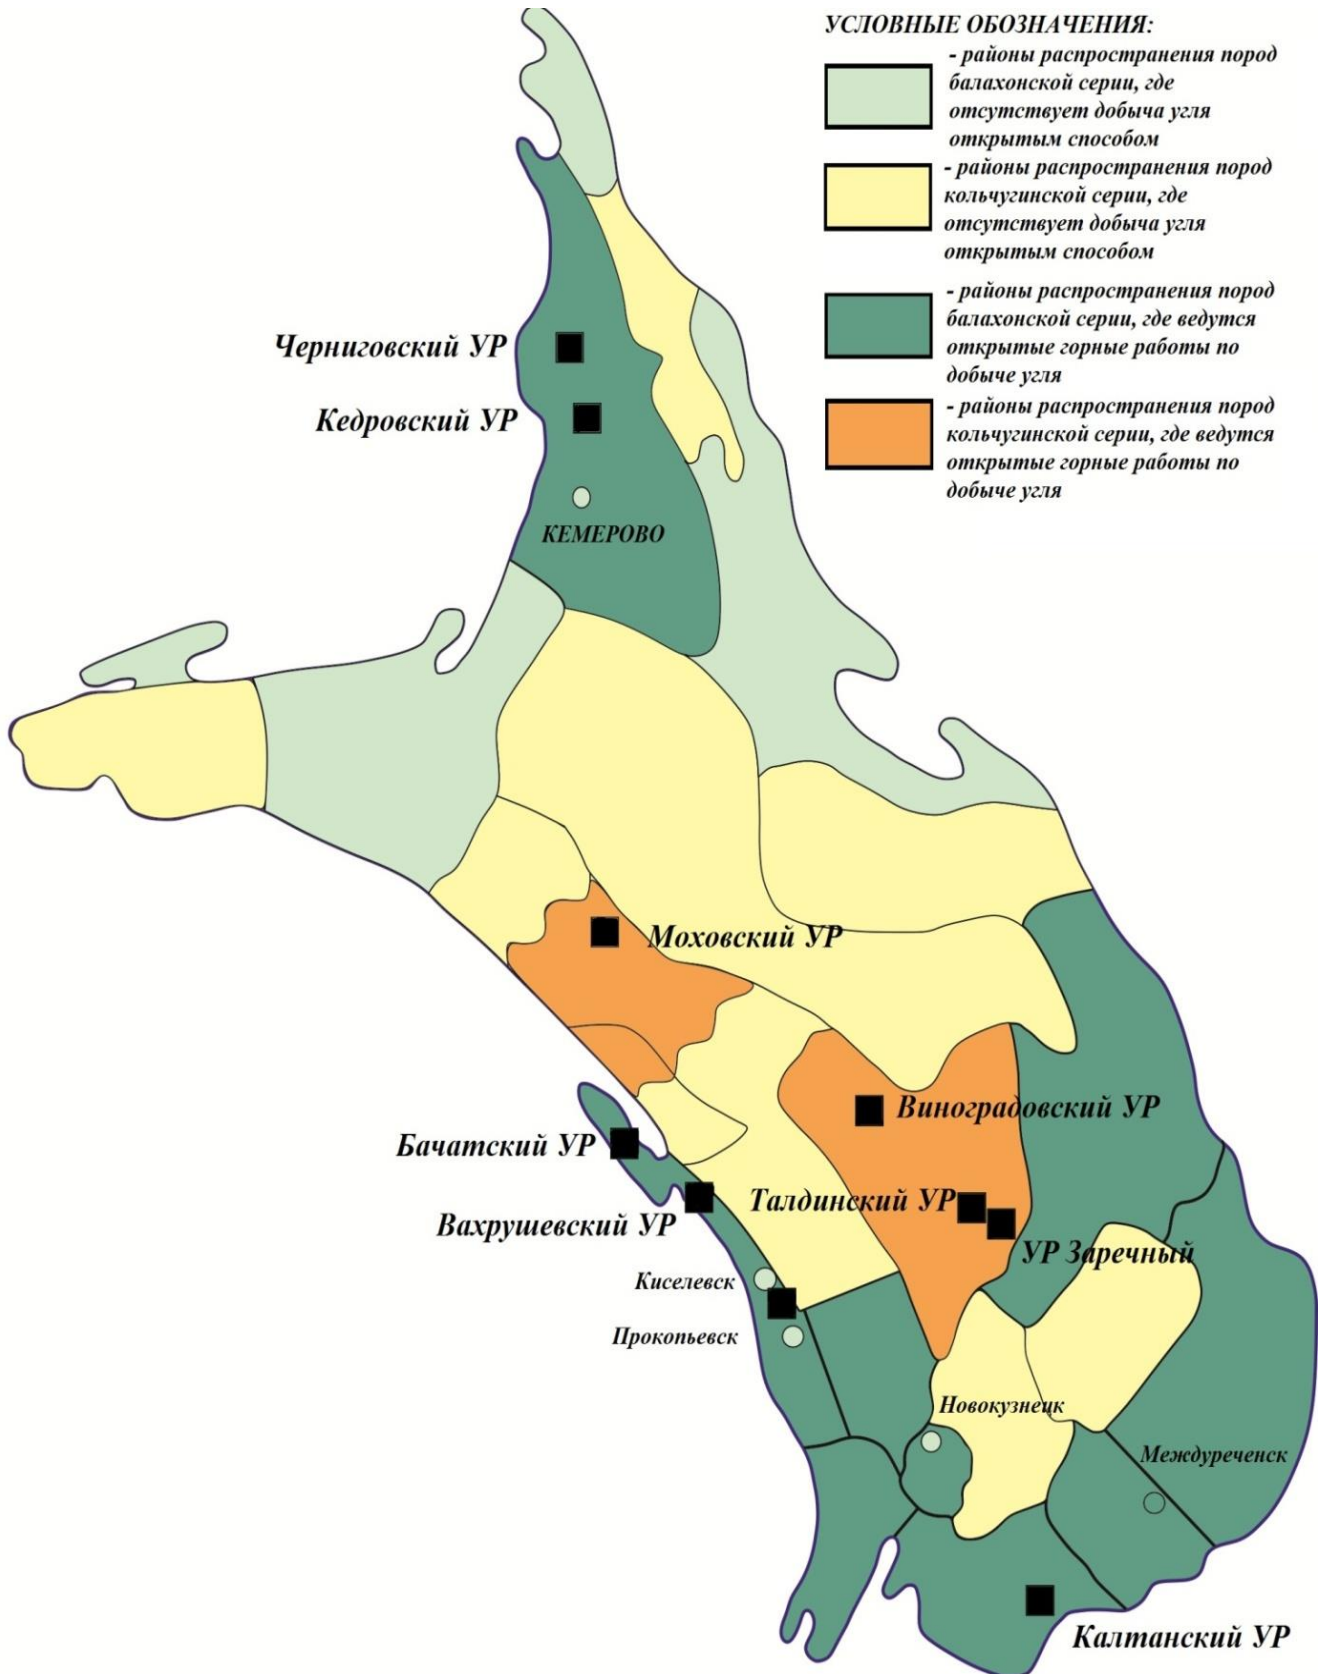 УСЛОВНЫЕ ОБОЗНАЧЕНИЯ:
- районы распространения пород
балахонской серии, где
отсутствует добыча угля
открытым способом
- районы распространения пород
кольчугинской серии, где
отсутствует добыча угля
открытым способом
- районы распространения пород
балахонской серии, где ведутся
открытые горные работы по
добыче угля
- районы распространения пород
кольчугинской серии, где ведутся
открытые горные работы по
добыче угля
Черниговский УР
Кедровский УР
КЕМЕРОВО
Моховский УР
Виноградовский УР
Бачатский УР
Талдинский УР
Вахрушевский УР
УР Заречный
Киселевск
Прокопьевск
Новокузнецк
Междуреченск
Калтанский УР